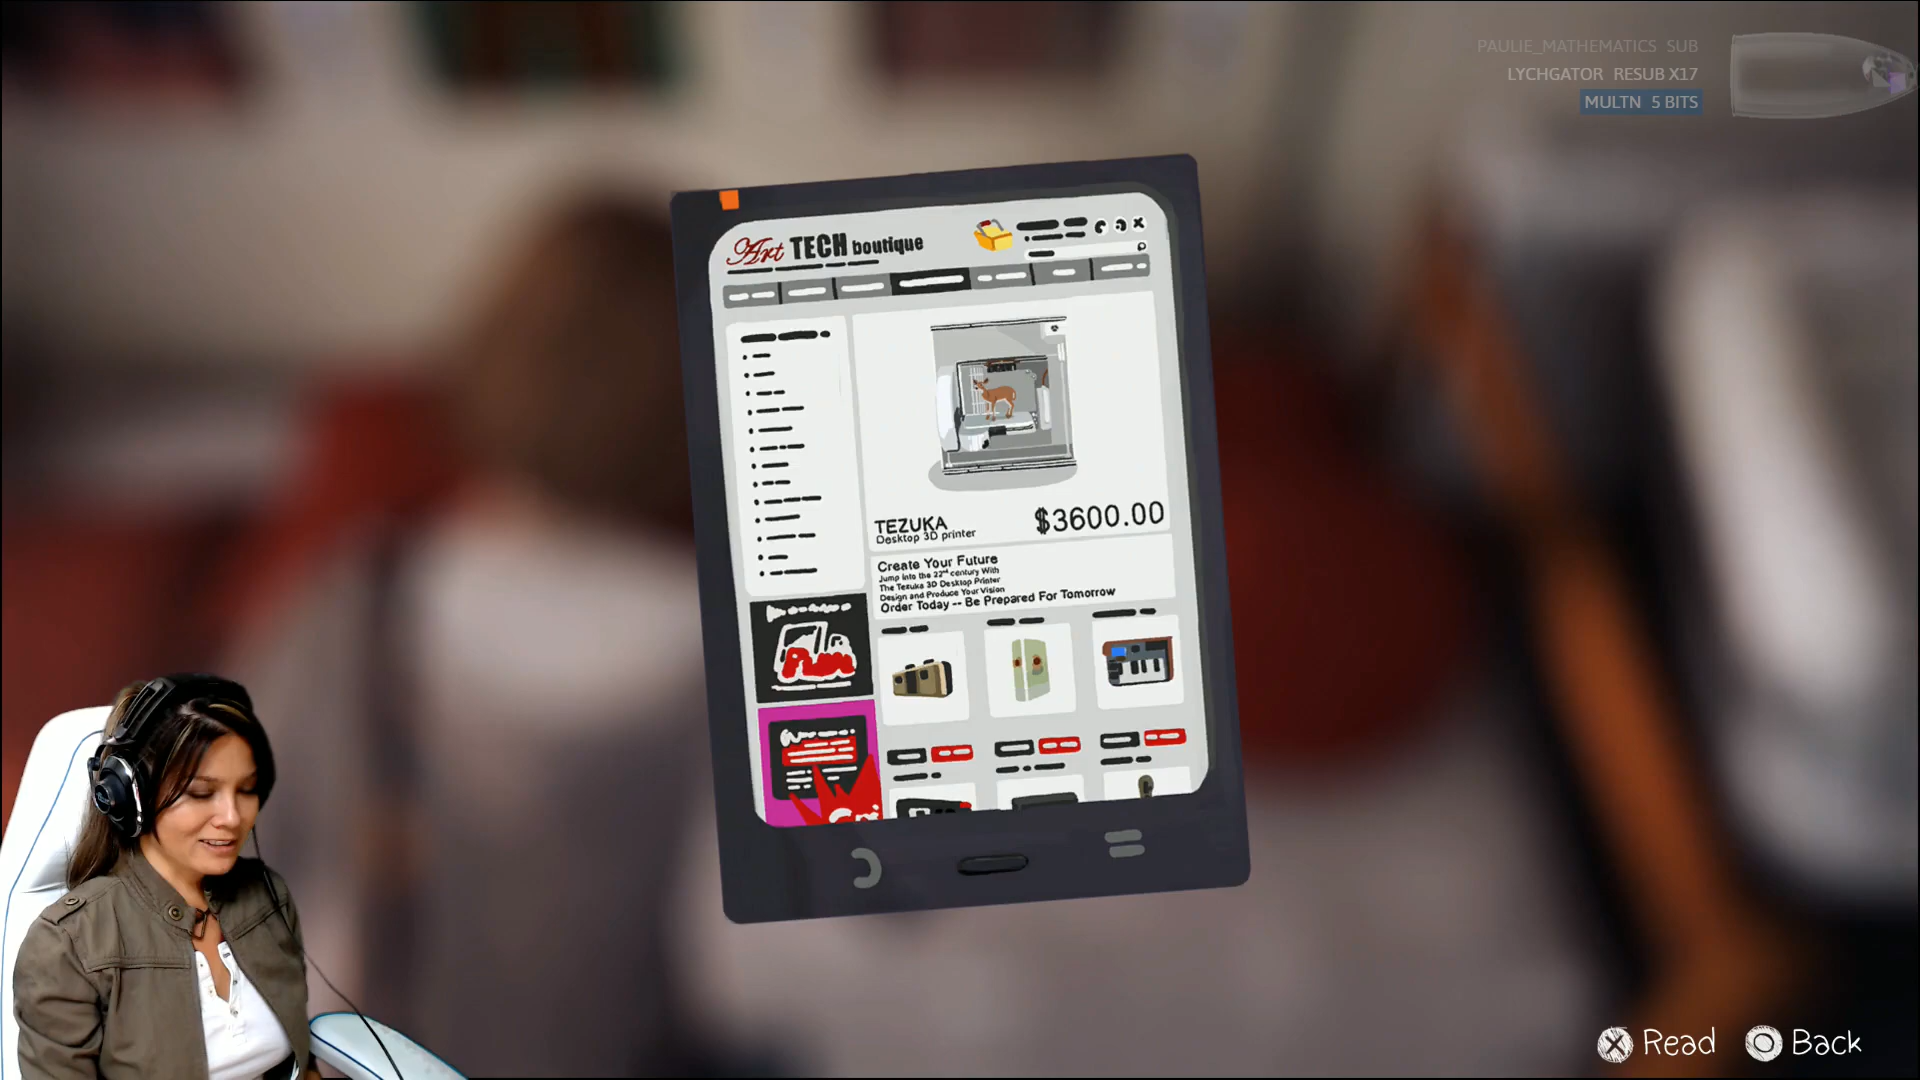 PAULIE_MATHEMATICS SUB
LYCHGATOR RESUB X17
MULTN 5 BITS
Art TECH boutique
TEZUKA
Desktop 3D printer
$3600.00
Create Your Future
Jump into the 22nd century With
The Tezuka 3D Desktop Printer
Design and Produce Your Vision
Order Today -- Be Prepared For Tomorrow
Read
Back